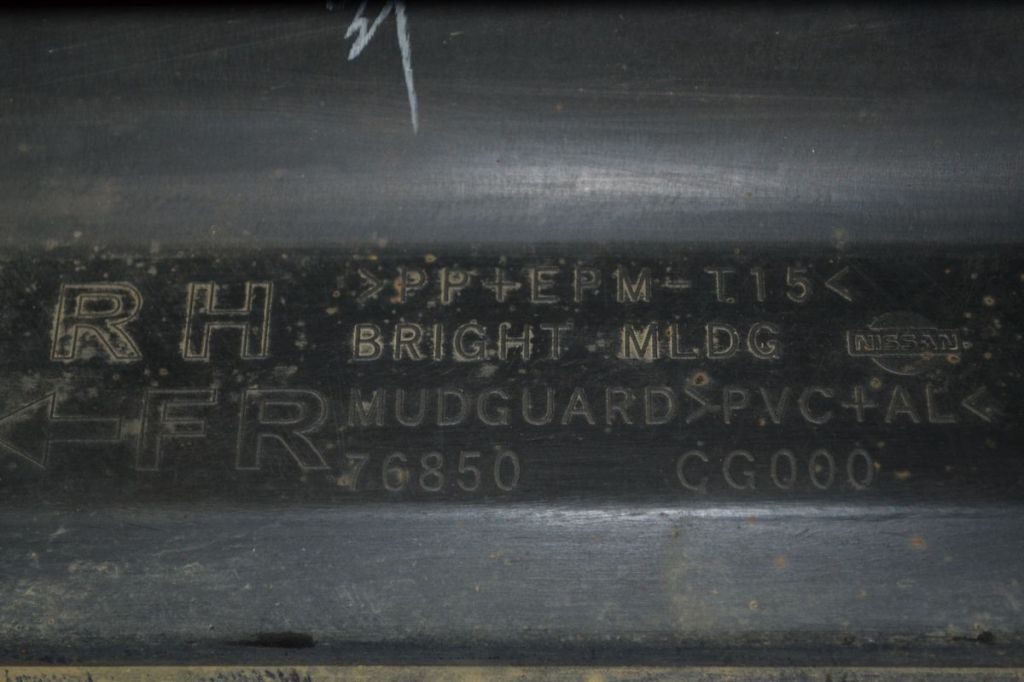 RH
>PP+EPM-T15<
BRIGHT MLDG
NISSAN
FR
MUDGUARD>PVC+AL<
76850 CG000